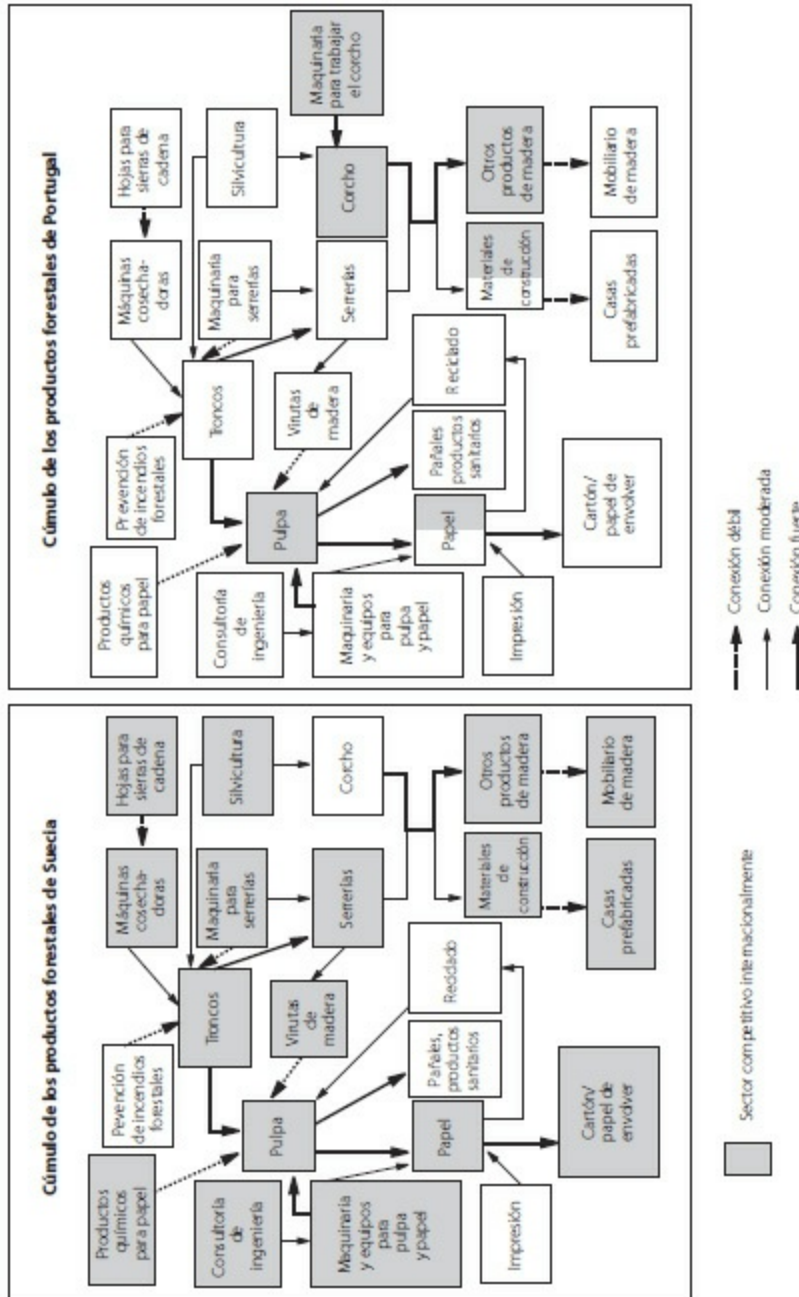 Cúmulo de los productos forestales de Suecia
Productos
químicos
para papel
Pevención
de incendios
forestales
Máquinas
cosecha-
doras
Hojas para
sierras de
cadena
Consultoría
de
ingeniería
Troncos
Maquinaria
para
serrerías
Silvicultura
Pulpa
Virutas
de
madera
Serrerías
Corcho
Maquinaria
y equipos
para
pulpa
y papel
Papel
Pañales,
productos
sanitarios
Reciclado
Materiales
de
construcción
Otros
productos
de madera
Impresión
Cartón/
papel de
envolver
Casas
prefabricadas
Mobiliario
de madera
Cúmulo de los productos forestales de Portugal
Productos
químicos
para papel
Prevención
de incendios
forestales
Máquinas
cosecha-
doras
Hojas para
sierras de
cadena
Consultoría
de
ingeniería
Troncos
Maquinaria
para
serrerías
Silvicultura
Pulpa
Virutas
de
madera
Serrerías
Corcho
Maquinaria
para trabajar
el corcho
Maquinaria
y equipos
para
pulpa
y papel
Papel
Pañales
productos
sanitarios
Reciclado
Materiales
de
construcción
Otros
productos
de madera
Impresión
Cartón/
papel de
envolver
Casas
prefabricadas
Mobiliario
de madera
Sector competitivo internacionalmente
Conexión débil
Conexión moderada
Conexión fuerte